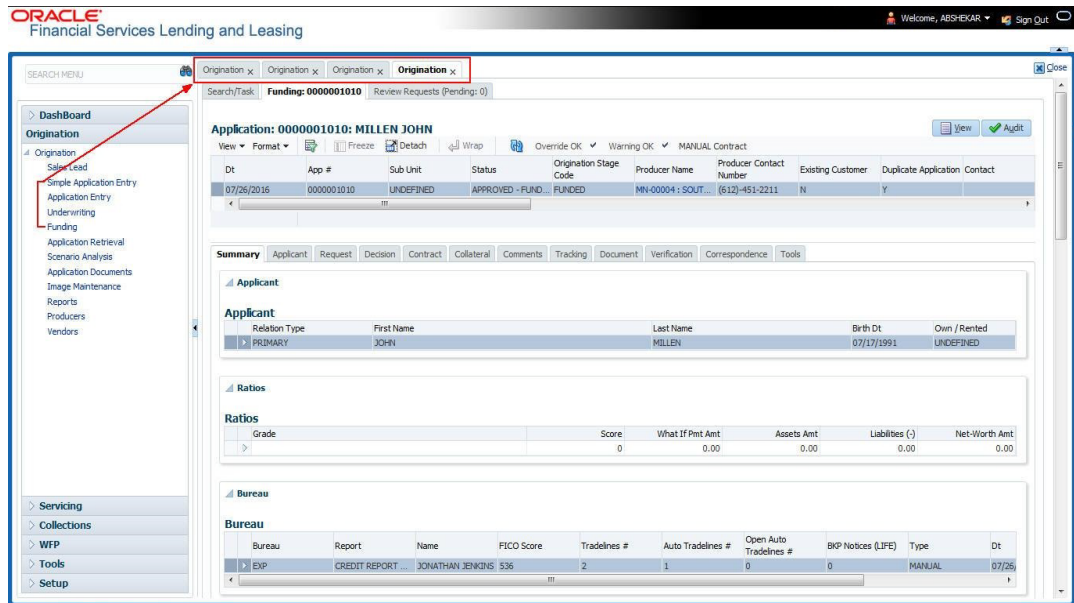 ORACLE
Financial Services Lending and Leasing
Welcome, ABSHEKAR
Sign Out
SEARCH MENU
Origination x Origination x Origination x Origination x
Close
Search/Task Funding: 0000001010 Review Requests (Pending: 0)
DashBoard
Origination
Origination
Sales Lead
Simple Application Entry
Application Entry
Underwriting
Funding
Application Retrieval
Scenario Analysis
Application Documents
Image Maintenance
Reports
Producers
Vendors
Servicing
Collections
WFP
Tools
Setup
Application: 0000001010: MILLEN JOHN
View Audit
View Format Freeze Detach Wrap Override OK Warning OK MANUAL Contract
Dt App # Sub Unit Status Origination Stage Code Producer Name Producer Contact Number Existing Customer Duplicate Application Contact
07/26/2016 0000001010 UNDEFINED APPROVED - FUND... FUNDED MN-00004 : SOUT... (612)-451-2211 N Y
Summary Applicant Request Decision Contract Collateral Comments Tracking Document Verification Correspondence Tools
Applicant
Applicant
Relation Type First Name Last Name Birth Dt Own / Rented
PRIMARY JOHN MILLEN 07/17/1991 UNDEFINED
Ratios
Ratios
Grade Score What If Pmt Amt Assets Amt Liabilities (-) Net-Worth Amt
0 0.00 0.00 0.00 0.00
Bureau
Bureau
Bureau Report Name FICO Score Tradelines # Auto Tradelines # Open Auto Tradelines # BKP Notices (LIFE) Type Dt
EXP CREDIT REPORT ... JONATHAN JENKINS 536 2 1 0 0 MANUAL 07/26/